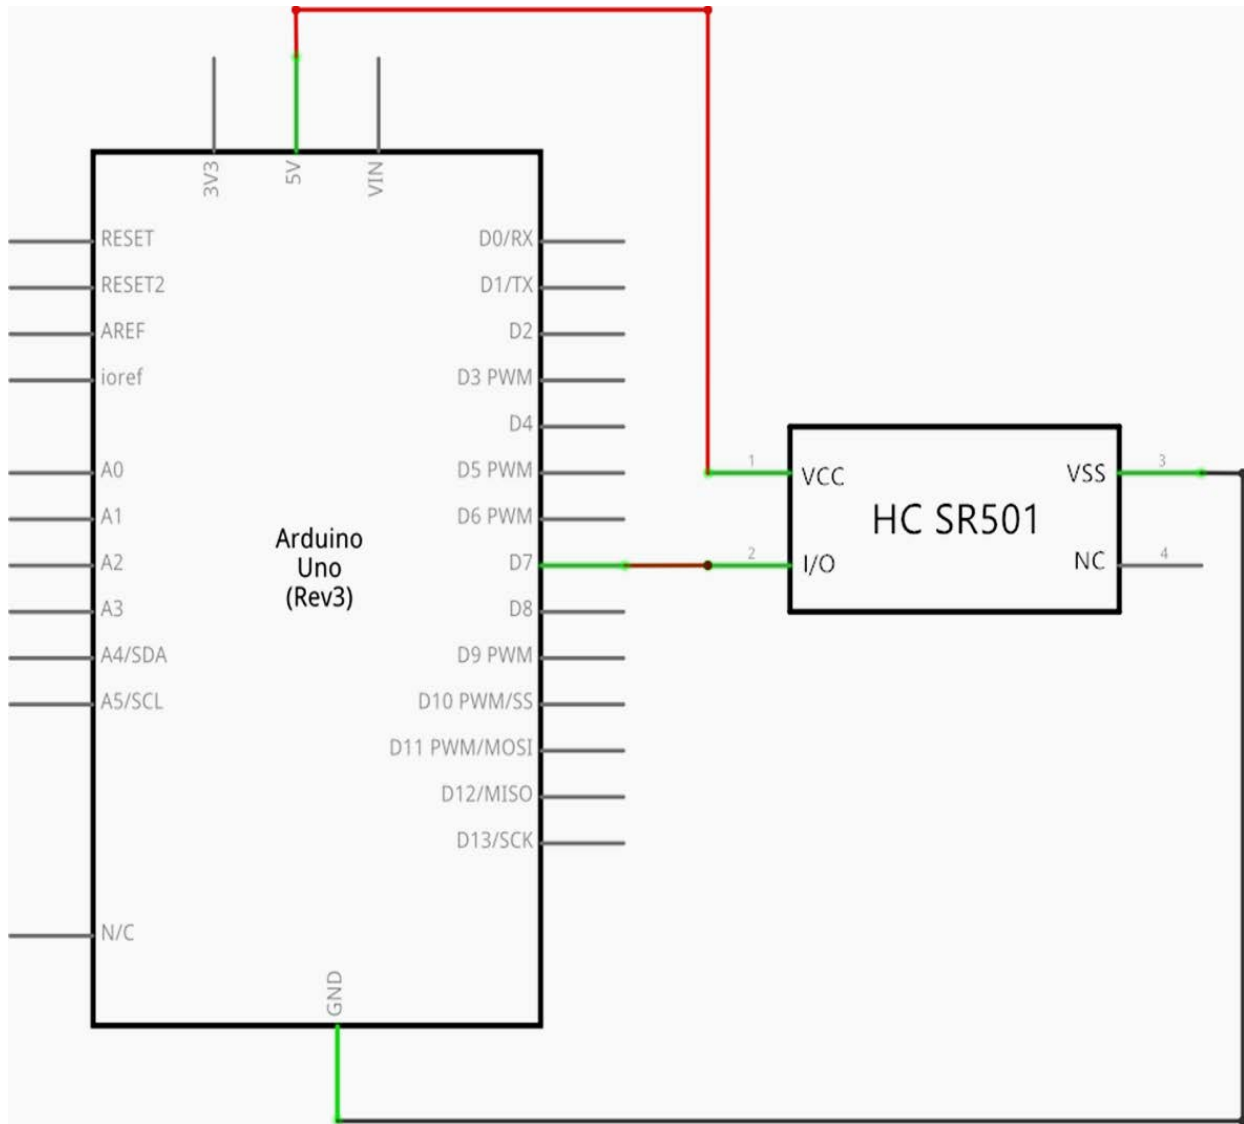 3V3
5V
VIN
RESET
RESET2
AREF
ioref
A0
A1
A2
A3
A4/SDA
A5/SCL
N/C
Arduino
Uno
(Rev3)
D0/RX
D1/TX
D2
D3 PWM
D4
D5 PWM
D6 PWM
D7
D8
D9 PWM
D10 PWM/SS
D11 PWM/MOSI
D12/MISO
D13/SCK
GND
1
VCC
2
I/O
HC SR501
VSS
3
NC
4